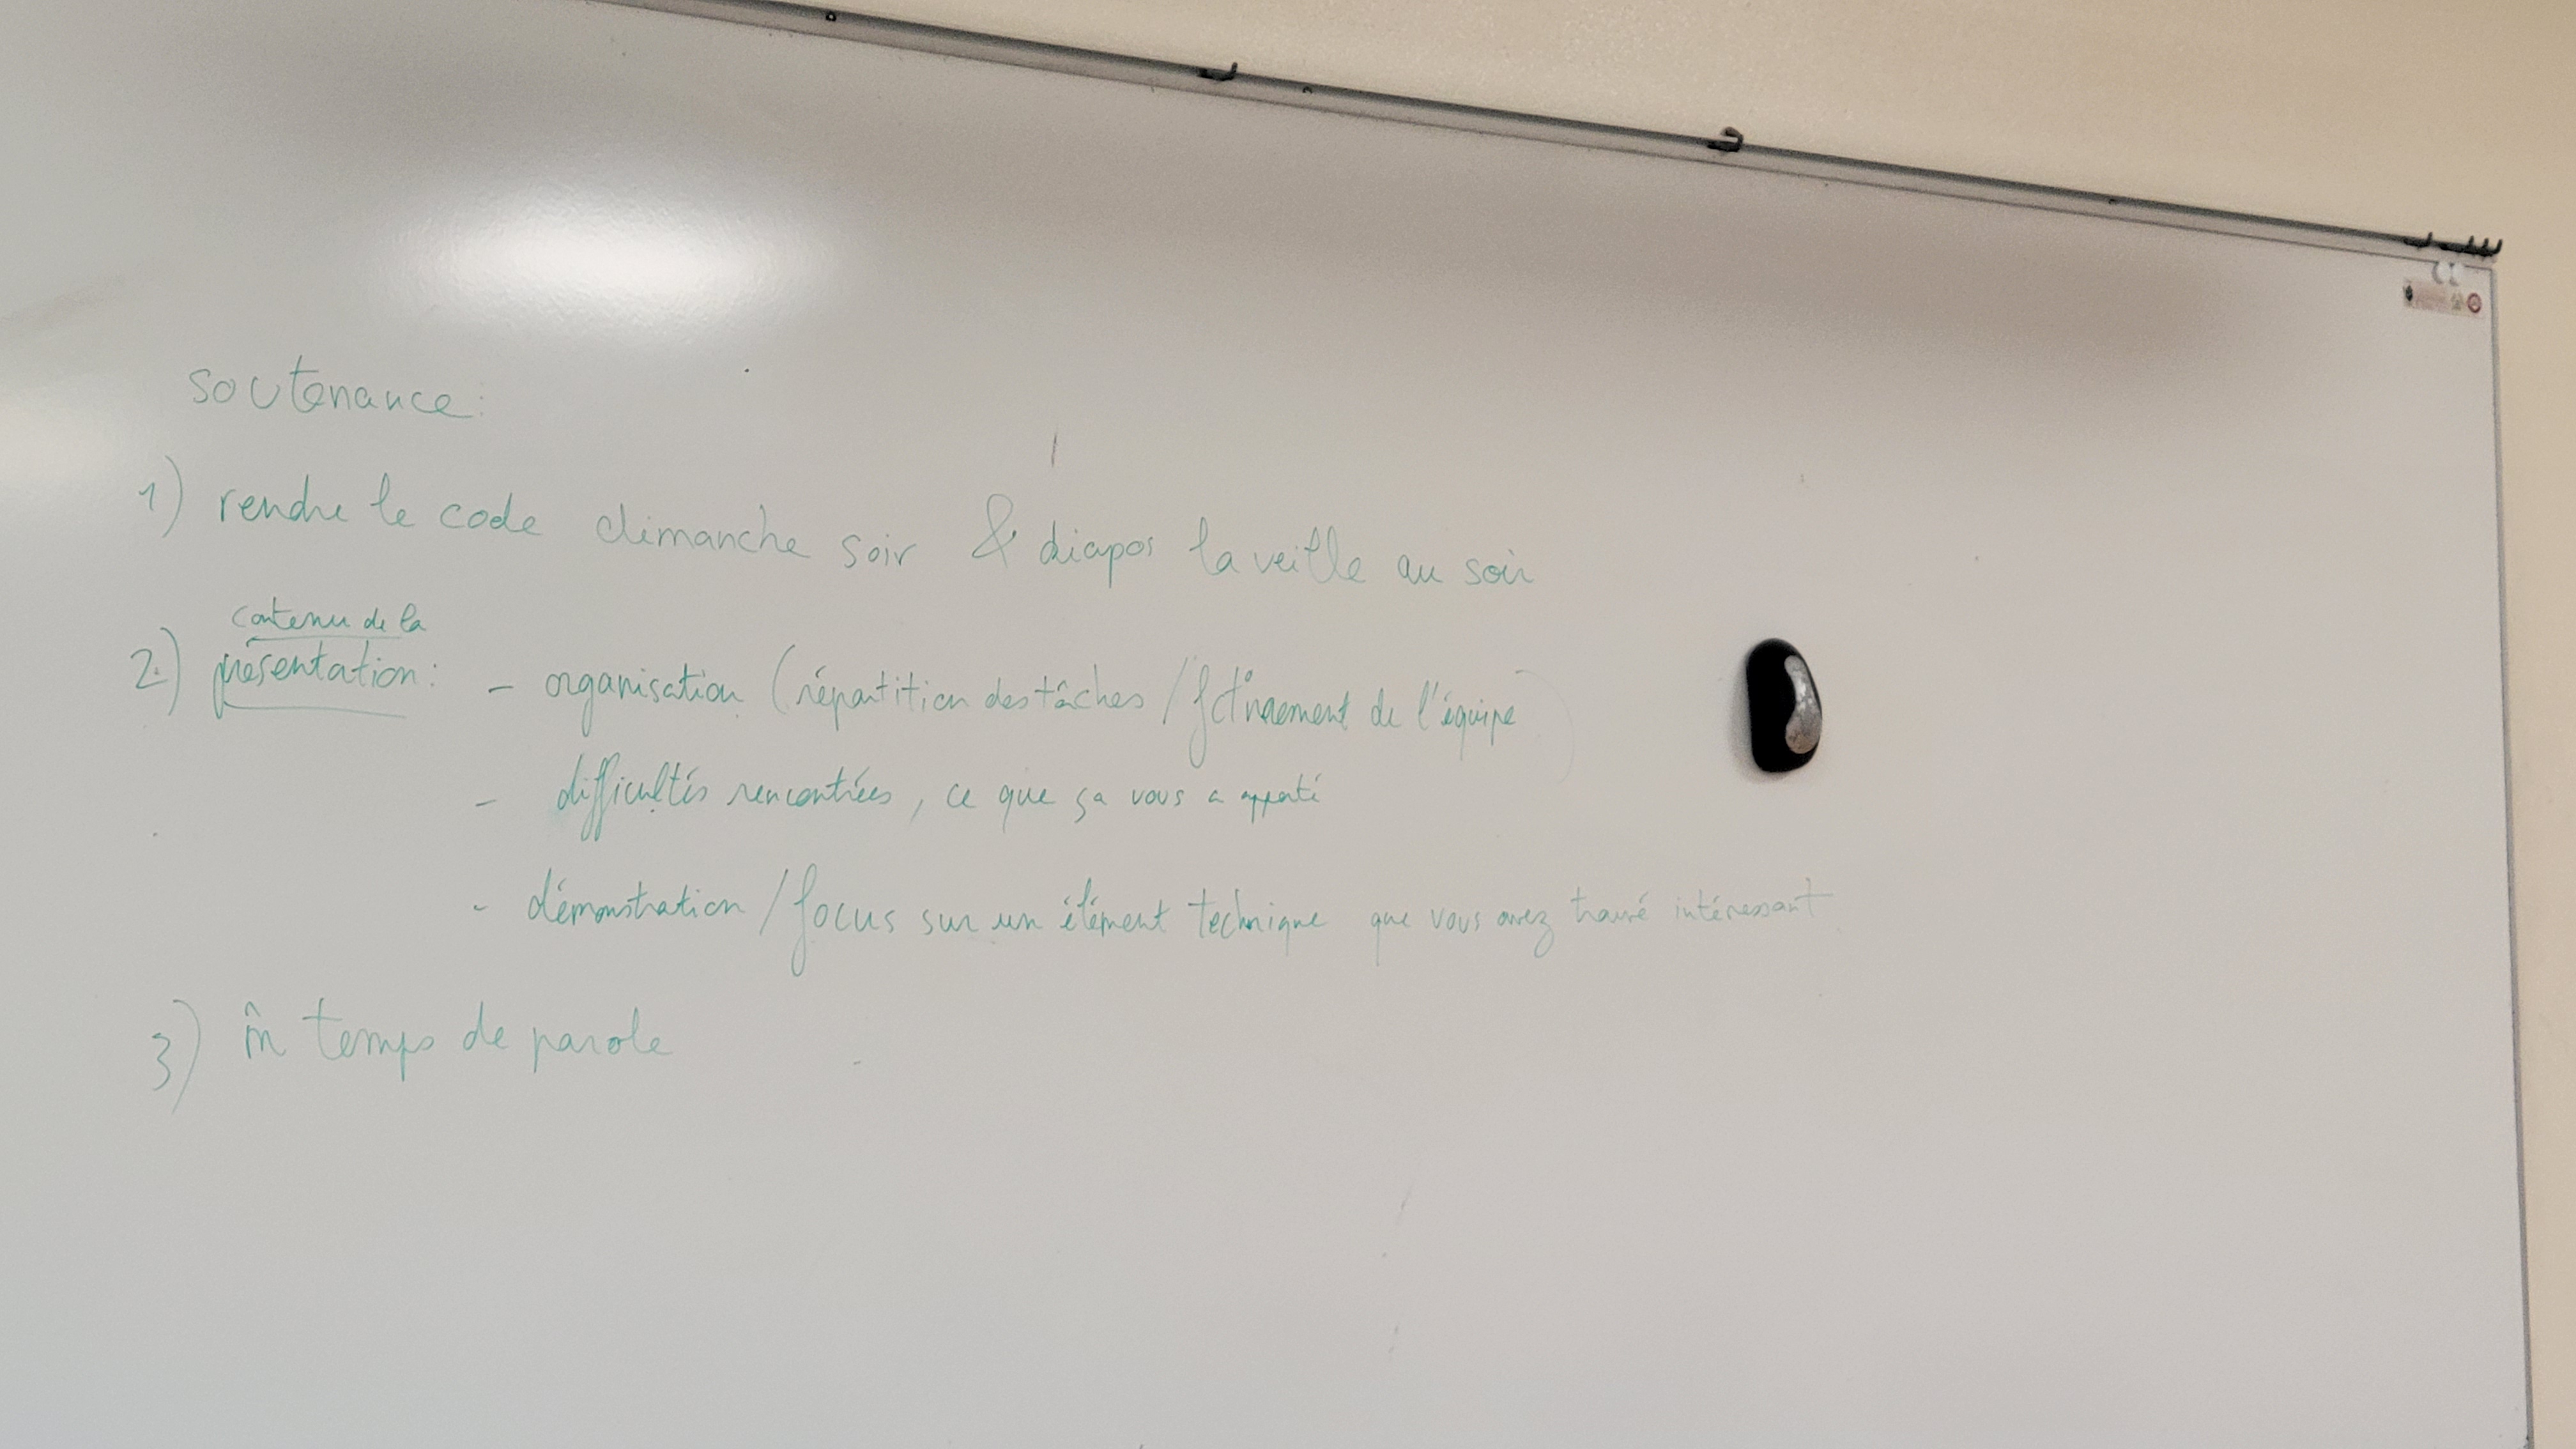 soutenance:
1) rendre le code dimanche soir & diapos la veille au soir
contenu de la
2) présentation: - organisation (répartition des tâches / fct°nnement de l'équipe)
- difficultés rencontrées, ce que ça vous a apporté
- démonstration / focus sur un élément technique que vous avez trouvé intéressant
3) m̂ temps de parole